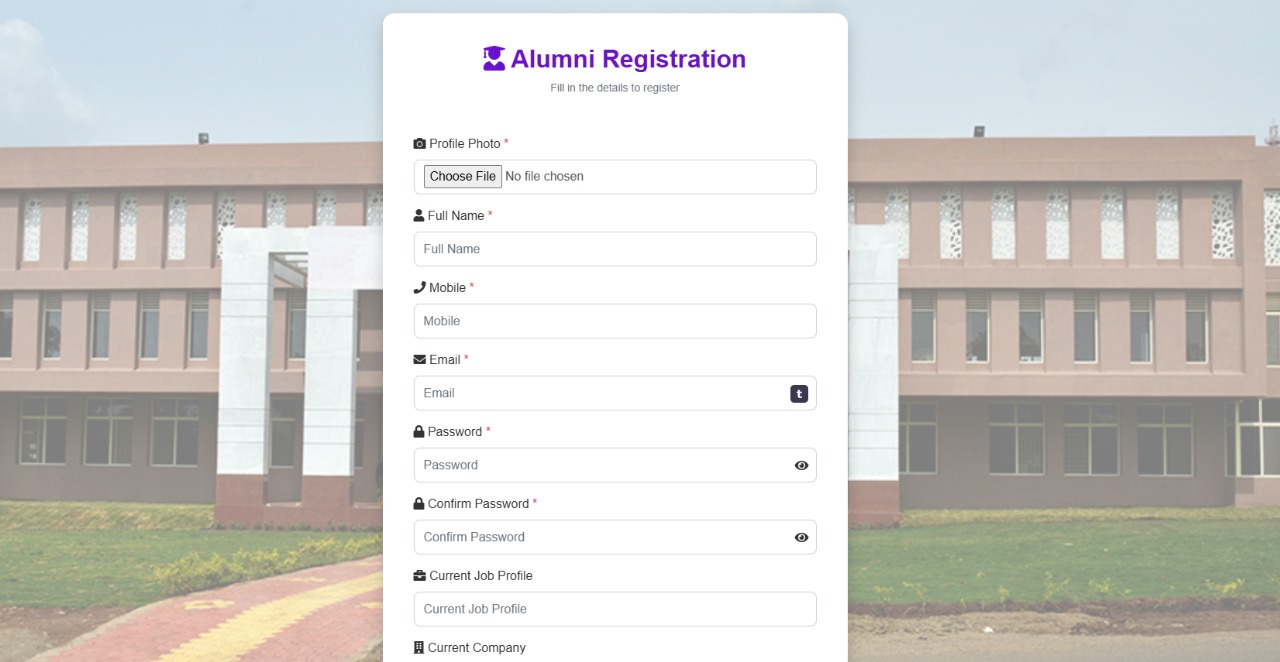 Alumni Registration
Fill in the details to register
Profile Photo *
Choose File No file chosen
Full Name *
Full Name
Mobile *
Mobile
Email *
Email t
Password *
Password
Confirm Password *
Confirm Password
Current Job Profile
Current Job Profile
Current Company